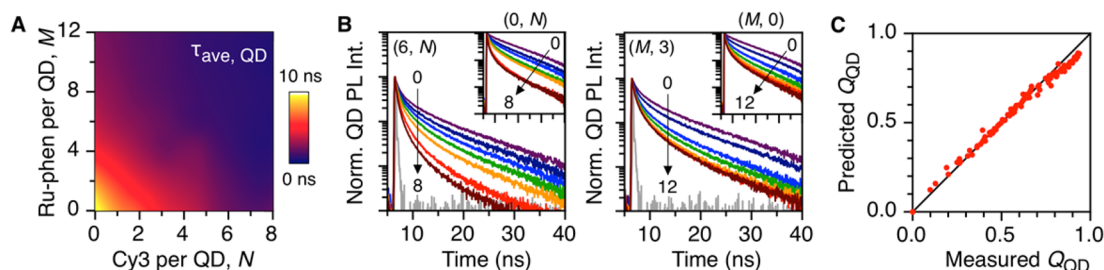 A
12
8
4
0
Ru-phen per QD, M
0 2 4 6 8
Cy3 per QD, N
τave, QD
10 ns
0 ns
B
(0, N)
(6, N)
0
8
0
8
Norm. QD PL Int.
10 20 30 40
Time (ns)
(M, 0)
(M, 3)
0
12
0
12
Norm. QD PL Int.
10 20 30 40
Time (ns)
C
1.0
0.5
0.0
Predicted QQD
0.0 0.5 1.0
Measured QQD